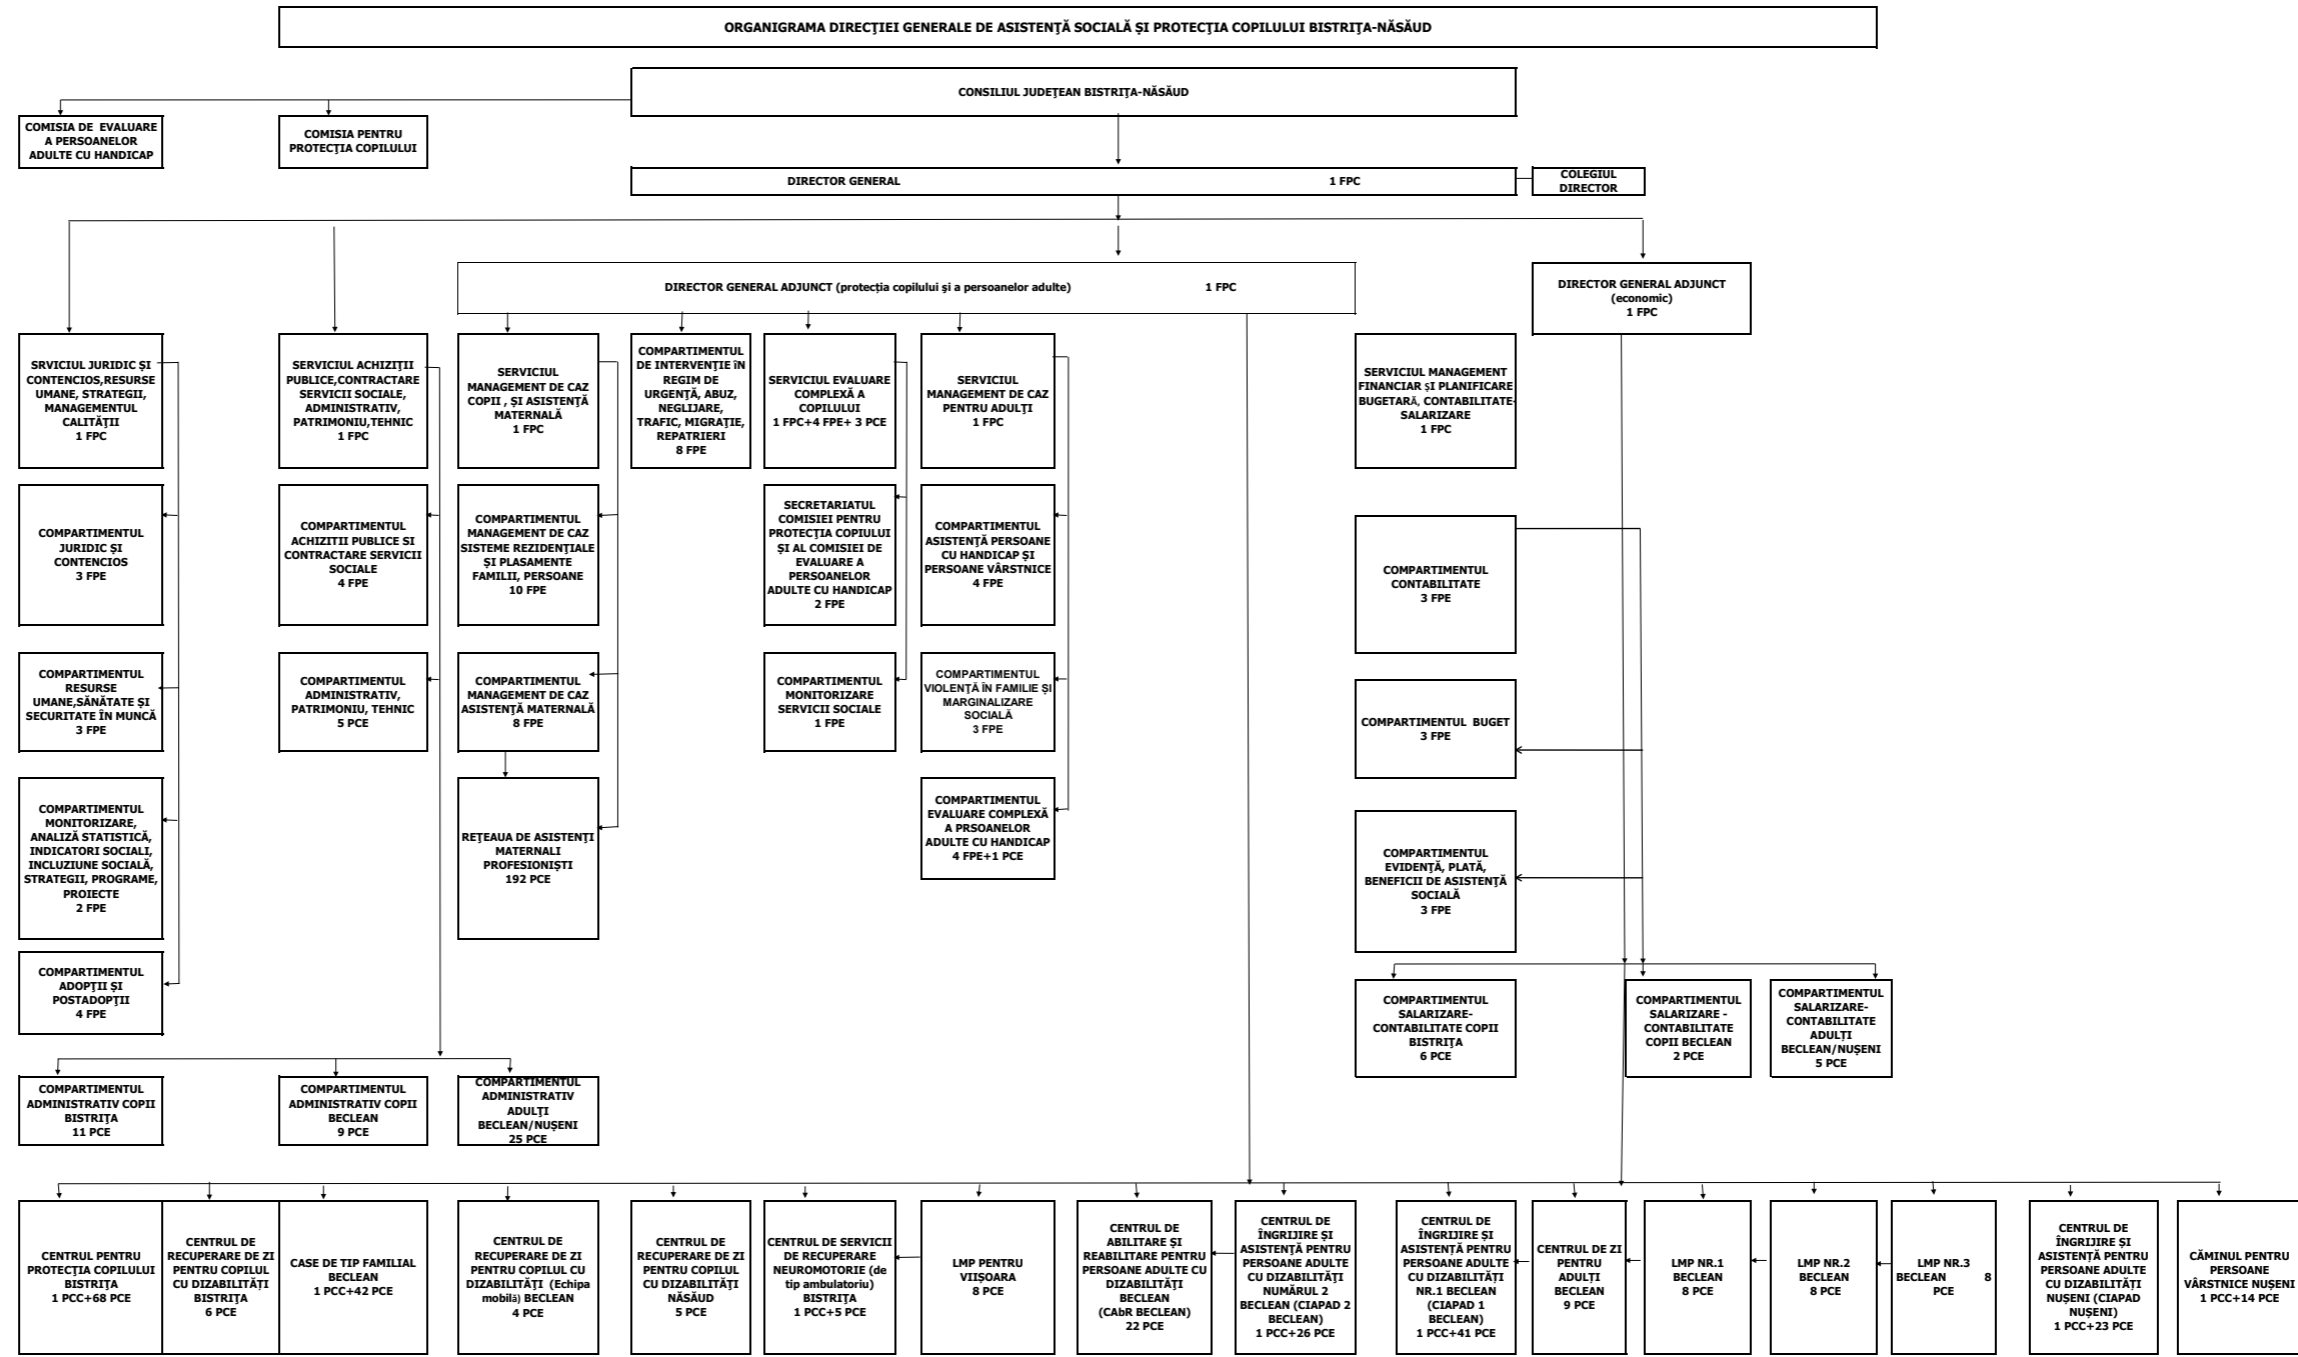 ORGANIGRAMA DIRECŢIEI GENERALE DE ASISTENŢĂ SOCIALĂ ŞI PROTECŢIA COPILULUI BISTRIŢA-NĂSĂUD
CONSILIUL JUDEŢEAN BISTRIŢA-NĂSĂUD
COMISIA DE EVALUARE
A PERSOANELOR
ADULTE CU HANDICAP
COMISIA PENTRU
PROTECŢIA COPILULUI
DIRECTOR GENERAL 1 FPC
COLEGIUL
DIRECTOR
DIRECTOR GENERAL ADJUNCT (protecția copilului şi a persoanelor adulte) 1 FPC
DIRECTOR GENERAL ADJUNCT
(economic)
1 FPC
SRVICIUL JURIDIC ŞI
CONTENCIOS,RESURSE
UMANE, STRATEGII,
MANAGEMENTUL
CALITĂŢII
1 FPC
SERVICIUL ACHIZIŢII
PUBLICE,CONTRACTARE
SERVICII SOCIALE,
ADMINISTRATIV,
PATRIMONIU,TEHNIC
1 FPC
SERVICIUL
MANAGEMENT DE CAZ
COPII , ŞI ASISTENŢĂ
MATERNALĂ
1 FPC
COMPARTIMENTUL
DE INTERVENŢIE ÎN
REGIM DE
URGENŢĂ, ABUZ,
NEGLIJARE,
TRAFIC, MIGRAŢIE,
REPATRIERI
8 FPE
SERVICIUL EVALUARE
COMPLEXĂ A
COPILULUI
1 FPC+4 FPE+ 3 PCE
SERVICIUL
MANAGEMENT DE CAZ
PENTRU ADULŢI
1 FPC
SERVICIUL MANAGEMENT
FINANCIAR ŞI PLANIFICARE
BUGETARĂ, CONTABILITATE-
SALARIZARE
1 FPC
COMPARTIMENTUL
JURIDIC ŞI
CONTENCIOS
3 FPE
COMPARTIMENTUL
ACHIZITII PUBLICE SI
CONTRACTARE SERVICII
SOCIALE
4 FPE
COMPARTIMENTUL
MANAGEMENT DE CAZ
SISTEME REZIDENŢIALE
ŞI PLASAMENTE
FAMILII, PERSOANE
10 FPE
SECRETARIATUL
COMISIEI PENTRU
PROTECŢIA COPIULUI
ŞI AL COMISIEI DE
EVALUARE A
PERSOANELOR
ADULTE CU HANDICAP
2 FPE
COMPARTIMENTUL
ASISTENŢĂ PERSOANE
CU HANDICAP ŞI
PERSOANE VÂRSTNICE
4 FPE
COMPARTIMENTUL
CONTABILITATE
3 FPE
COMPARTIMENTUL
RESURSE
UMANE,SĂNĂTATE ŞI
SECURITATE ÎN MUNCĂ
3 FPE
COMPARTIMENTUL
ADMINISTRATIV,
PATRIMONIU, TEHNIC
5 PCE
COMPARTIMENTUL
MANAGEMENT DE CAZ
ASISTENŢĂ MATERNALĂ
8 FPE
COMPARTIMENTUL
MONITORIZARE
SERVICII SOCIALE
1 FPE
COMPARTIMENTUL
VIOLENŢĂ ÎN FAMILIE ŞI
MARGINALIZARE
SOCIALĂ
3 FPE
COMPARTIMENTUL BUGET
3 FPE
COMPARTIMENTUL
MONITORIZARE,
ANALIZĂ STATISTICĂ,
INDICATORI SOCIALI,
INCLUZIUNE SOCIALĂ,
STRATEGII, PROGRAME,
PROIECTE
2 FPE
REŢEAUA DE ASISTENŢI
MATERNALI
PROFESIONIŞTI
192 PCE
COMPARTIMENTUL
EVALUARE COMPLEXĂ
A PRSOANELOR
ADULTE CU HANDICAP
4 FPE+1 PCE
COMPARTIMENTUL
EVIDENŢĂ, PLATĂ,
BENEFICII DE ASISTENŢĂ
SOCIALĂ
3 FPE
COMPARTIMENTUL
ADOPŢII ŞI
POSTADOPŢII
4 FPE
COMPARTIMENTUL
SALARIZARE-
CONTABILITATE COPII
BISTRIŢA
6 PCE
COMPARTIMENTUL
SALARIZARE -
CONTABILITATE
COPII BECLEAN
2 PCE
COMPARTIMENTUL
SALARIZARE-
CONTABILITATE
ADULŢI
BECLEAN/NUŞENI
5 PCE
COMPARTIMENTUL
ADMINISTRATIV COPII
BISTRIŢA
11 PCE
COMPARTIMENTUL
ADMINISTRATIV COPII
BECLEAN
9 PCE
COMPARTIMENTUL
ADMINISTRATIV
ADULŢI
BECLEAN/NUŞENI
25 PCE
CENTRUL PENTRU
PROTECŢIA COPILULUI
BISTRIŢA
1 PCC+68 PCE
CENTRUL DE
RECUPERARE DE ZI
PENTRU COPILUL
CU DIZABILITĂŢI
BISTRIŢA
6 PCE
CASE DE TIP FAMILIAL
BECLEAN
1 PCC+42 PCE
CENTRUL DE
RECUPERARE DE ZI
PENTRU COPILUL CU
DIZABILITĂŢI (Echipa
mobilă) BECLEAN
4 PCE
CENTRUL DE
RECUPERARE DE ZI
PENTRU COPILUL
CU DIZABILITĂŢI
NĂSĂUD
5 PCE
CENTRUL DE SERVICII
DE RECUPERARE
NEUROMOTORIE (de
tip ambulatoriu)
BISTRIŢA
1 PCC+5 PCE
LMP PENTRU
VIIŞOARA
8 PCE
CENTRUL DE
ABILITARE ŞI
REABILITARE PENTRU
PERSOANE ADULTE CU
DIZABILITĂŢI
BECLEAN
(CAbR BECLEAN)
22 PCE
CENTRUL DE
ÎNGRIJIRE ŞI
ASISTENŢĂ PENTRU
PERSOANE ADULTE
CU DIZABILITĂŢI
NUMĂRUL 2
BECLEAN (CIAPAD 2
BECLEAN)
1 PCC+26 PCE
CENTRUL DE
ÎNGRIJIRE ŞI
ASISTENȚĂ PENTRU
PERSOANE ADULTE
CU DIZABILITĂȚI
NR.1 BECLEAN
(CIAPAD 1
BECLEAN)
1 PCC+41 PCE
CENTRUL DE ZI
PENTRU
ADULŢI
BECLEAN
9 PCE
LMP NR.1
BECLEAN
8 PCE
LMP NR.2
BECLEAN
8 PCE
LMP NR.3
BECLEAN 8
PCE
CENTRUL DE
ÎNGRIJIRE ŞI
ASISTENŢĂ PENTRU
PERSOANE ADULTE
CU DIZABILITĂŢI
NUŞENI (CIAPAD
NUŞENI)
1 PCC+23 PCE
CĂMINUL PENTRU
PERSOANE
VÂRSTNICE NUŞENI
1 PCC+14 PCE